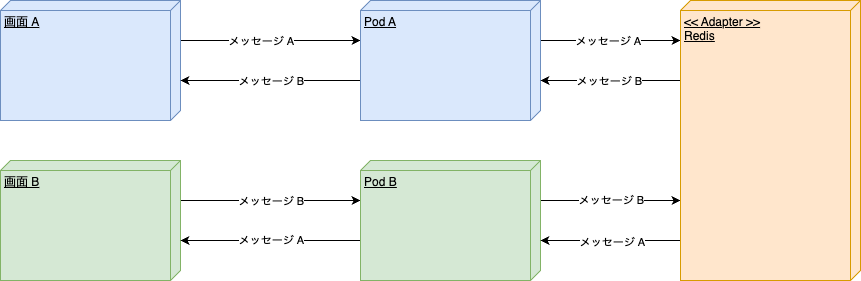 画面 A
メッセージ A
メッセージ B
Pod A
メッセージ A
メッセージ B
<< Adapter >>
Redis
画面 B
メッセージ B
メッセージ A
Pod B
メッセージ B
メッセージ A